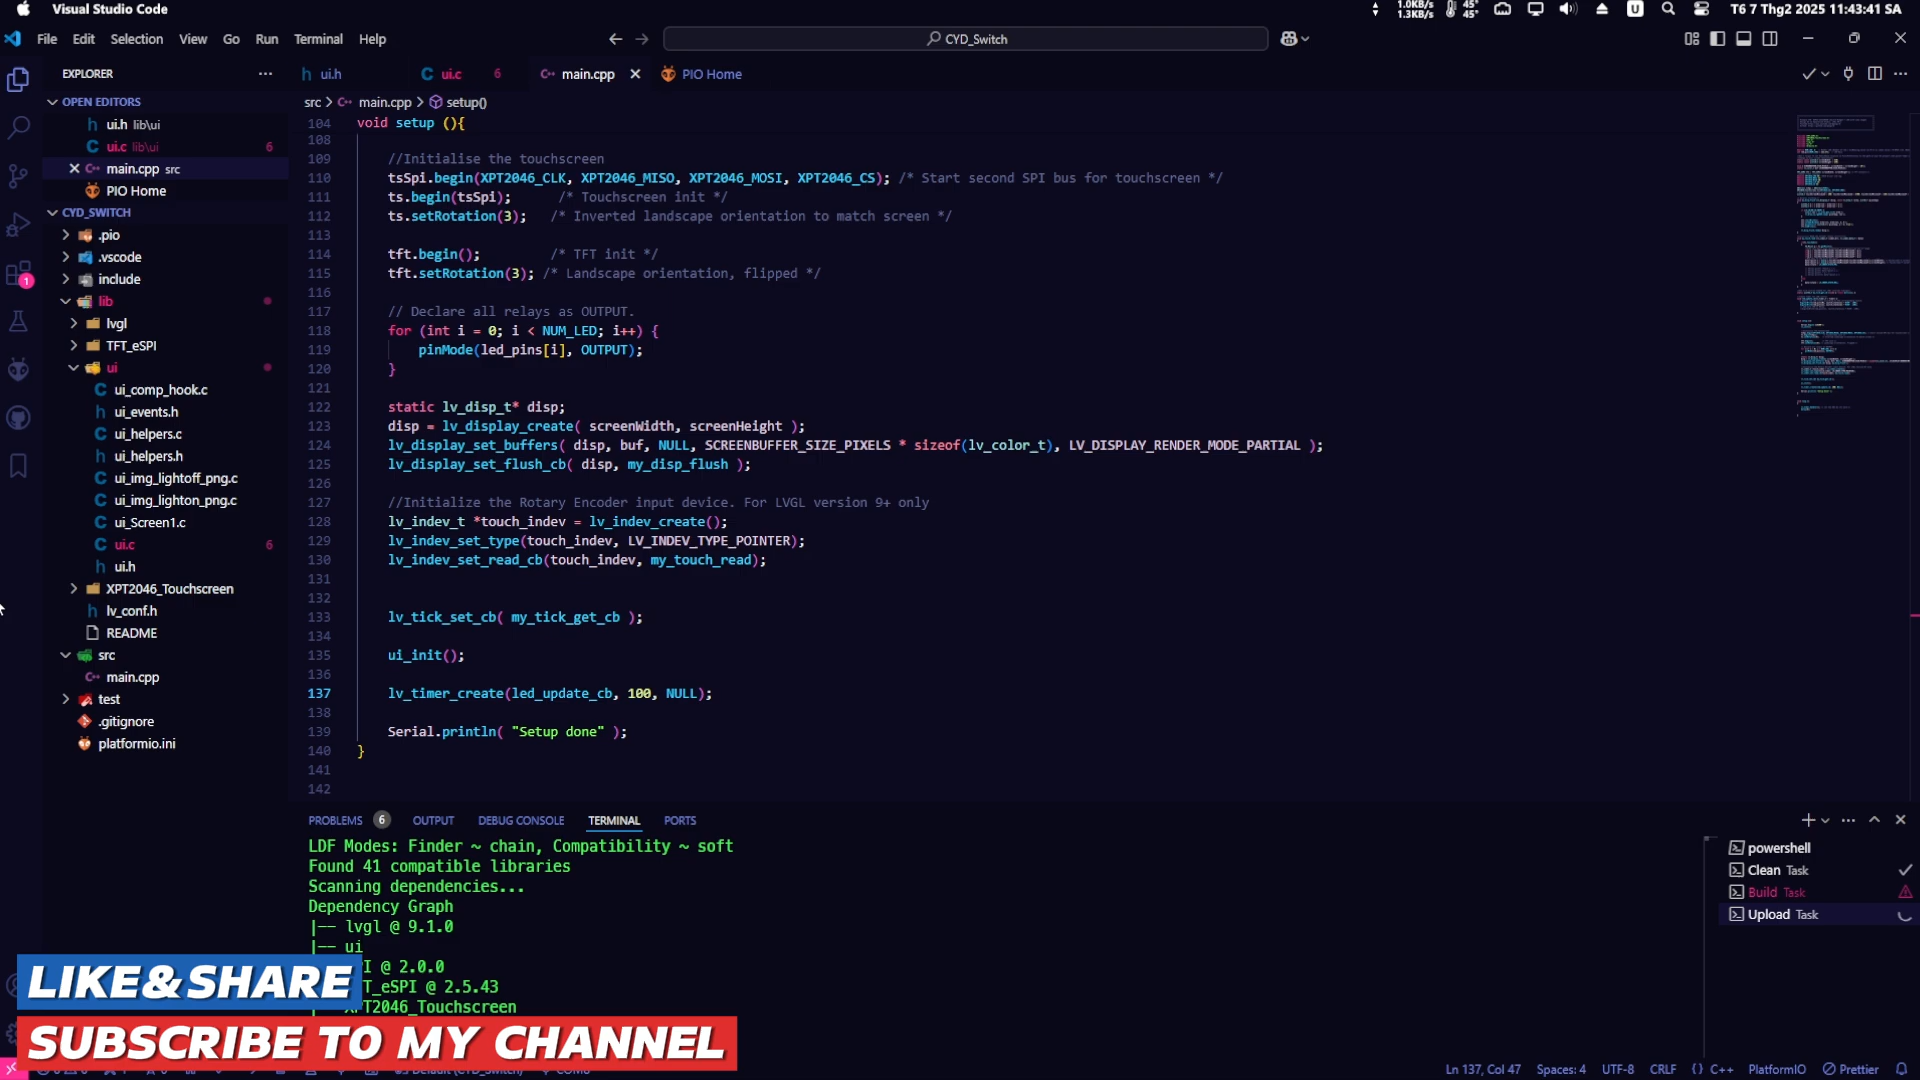 Visual Studio Code
1.0KB/s
1.3KB/s
45°
45°
U
T6 7 Thg2 2025 11:43:41 SA
File Edit Selection View Go Run Terminal Help
CYD_Switch
EXPLORER
ui.h
ui.c 6
main.cpp
PIO Home
src > main.cpp > setup()
OPEN EDITORS
ui.h lib\ui
ui.c lib\ui 6
main.cpp src
PIO Home
CYD_SWITCH
.pio
.vscode
include
lib
lvgl
TFT_eSPI
ui
ui_comp_hook.c
ui_events.h
ui_helpers.c
ui_helpers.h
ui_img_lightoff_png.c
ui_img_lighton_png.c
ui_Screen1.c
ui.c 6
ui.h
XPT2046_Touchscreen
lv_conf.h
README
src
main.cpp
test
.gitignore
platformio.ini
1
104 void setup (){
108
109 //Initialise the touchscreen
110 tsSpi.begin(XPT2046_CLK, XPT2046_MISO, XPT2046_MOSI, XPT2046_CS); /* Start second SPI bus for touchscreen */
111 ts.begin(tsSpi); /* Touchscreen init */
112 ts.setRotation(3); /* Inverted landscape orientation to match screen */
113
114 tft.begin(); /* TFT init */
115 tft.setRotation(3); /* Landscape orientation, flipped */
116
117 // Declare all relays as OUTPUT.
118 for (int i = 0; i < NUM_LED; i++) {
119 pinMode(led_pins[i], OUTPUT);
120 }
121
122 static lv_disp_t* disp;
123 disp = lv_display_create( screenWidth, screenHeight );
124 lv_display_set_buffers( disp, buf, NULL, SCREENBUFFER_SIZE_PIXELS * sizeof(lv_color_t), LV_DISPLAY_RENDER_MODE_PARTIAL );
125 lv_display_set_flush_cb( disp, my_disp_flush );
126
127 //Initialize the Rotary Encoder input device. For LVGL version 9+ only
128 lv_indev_t *touch_indev = lv_indev_create();
129 lv_indev_set_type(touch_indev, LV_INDEV_TYPE_POINTER);
130 lv_indev_set_read_cb(touch_indev, my_touch_read);
131
132
133 lv_tick_set_cb( my_tick_get_cb );
134
135 ui_init();
136
137 lv_timer_create(led_update_cb, 100, NULL);
138
139 Serial.println( "Setup done" );
140 }
141
142
PROBLEMS 6 OUTPUT DEBUG CONSOLE TERMINAL PORTS
LDF Modes: Finder ~ chain, Compatibility ~ soft
Found 41 compatible libraries
Scanning dependencies...
Dependency Graph
|-- lvgl @ 9.1.0
|-- ui
I @ 2.0.0
T_eSPI @ 2.5.43
XPT2046_Touchscreen
powershell
Clean Task
Build Task
Upload Task
LIKE&SHARE
SUBSCRIBE TO MY CHANNEL
Ln 137, Col 47 Spaces: 4 UTF-8 CRLF {} C++ PlatformIO Prettier